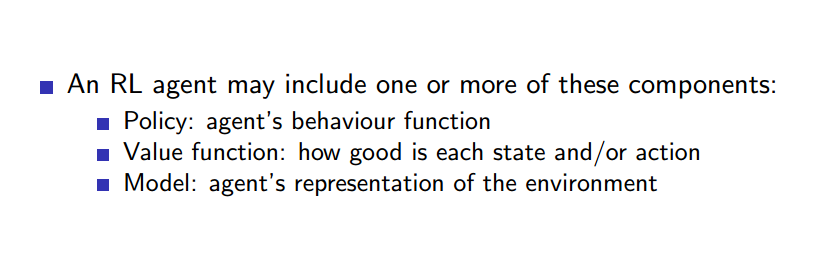 An RL agent may include one or more of these components:
Policy: agent's behaviour function
Value function: how good is each state and/or action
Model: agent's representation of the environment